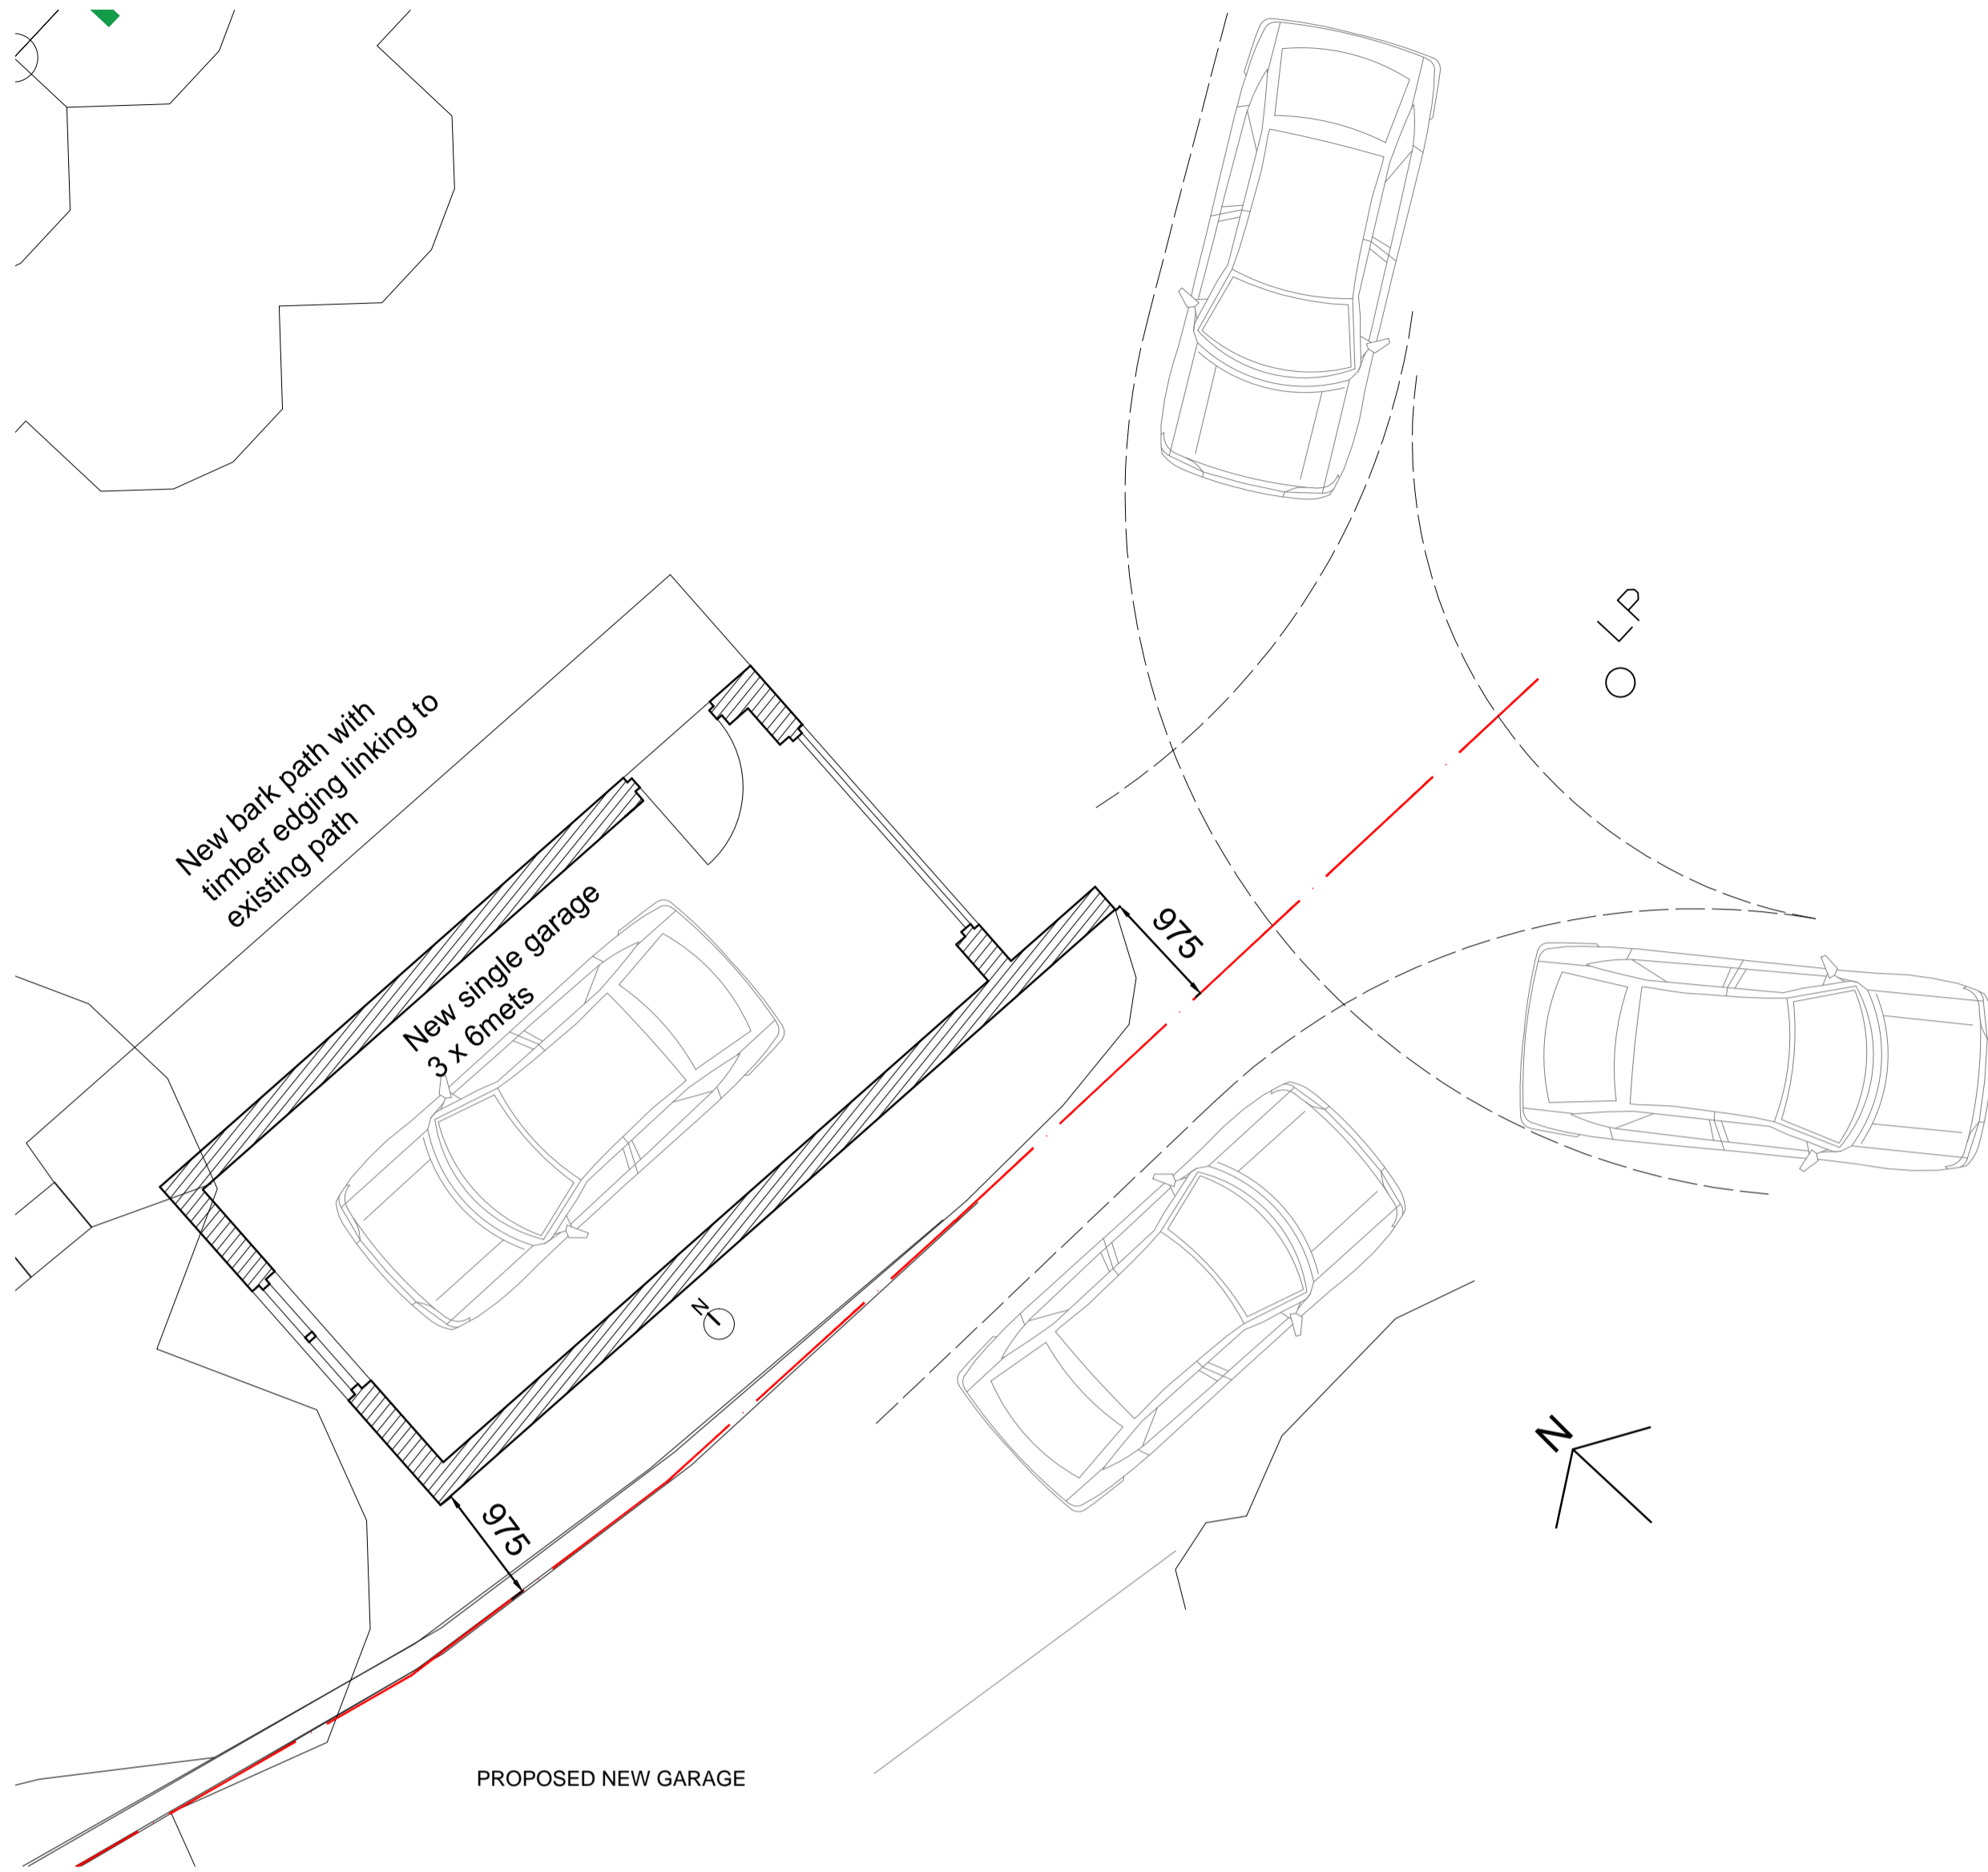 LP
New bark path with
timber edging linking to
existing path
New single garage
3 x 6mets
975
N
N
975
PROPOSED NEW GARAGE